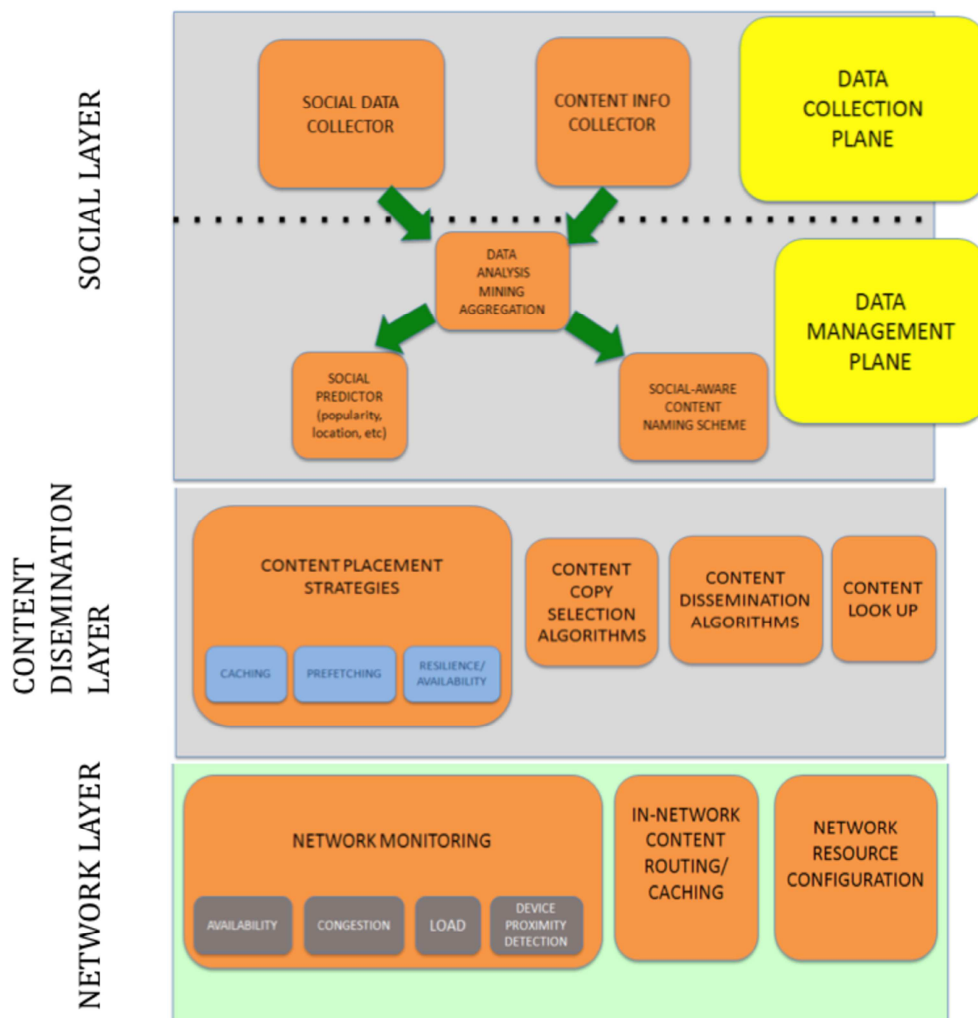 SOCIAL LAYER
SOCIAL DATA
COLLECTOR
CONTENT INFO
COLLECTOR
DATA
COLLECTION
PLANE
DATA
ANALYSIS
MINING
AGGREGATION
DATA
MANAGEMENT
PLANE
SOCIAL
PREDICTOR
(popularity,
location, etc)
SOCIAL-AWARE
CONTENT
NAMING SCHEME
CONTENT
DISEMINATION
LAYER
CONTENT PLACEMENT
STRATEGIES
CACHING
PREFETCHING
RESILIENCE/
AVAILABILITY
CONTENT
COPY
SELECTION
ALGORITHMS
CONTENT
DISSEMINATION
ALGORITHMS
CONTENT
LOOK UP
NETWORK LAYER
NETWORK MONITORING
AVAILABILITY
CONGESTION
LOAD
DEVICE
PROXIMITY
DETECTION
IN-NETWORK
CONTENT
ROUTING/
CACHING
NETWORK
RESOURCE
CONFIGURATION